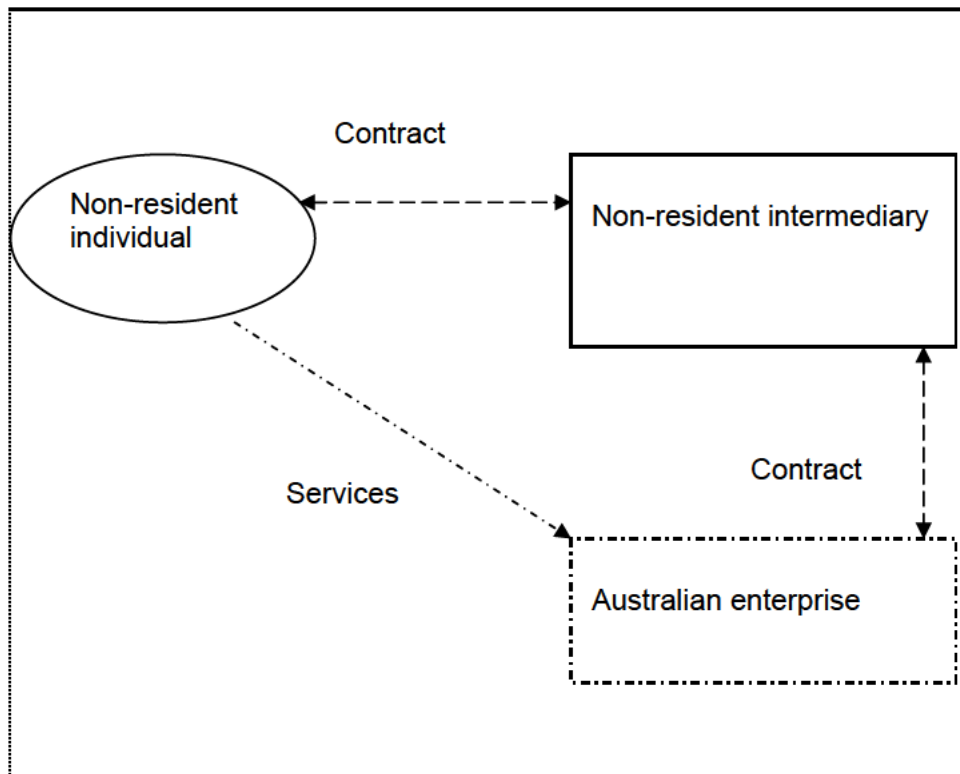 Contract
Non-resident
individual
Non-resident intermediary
Contract
Services
Australian enterprise